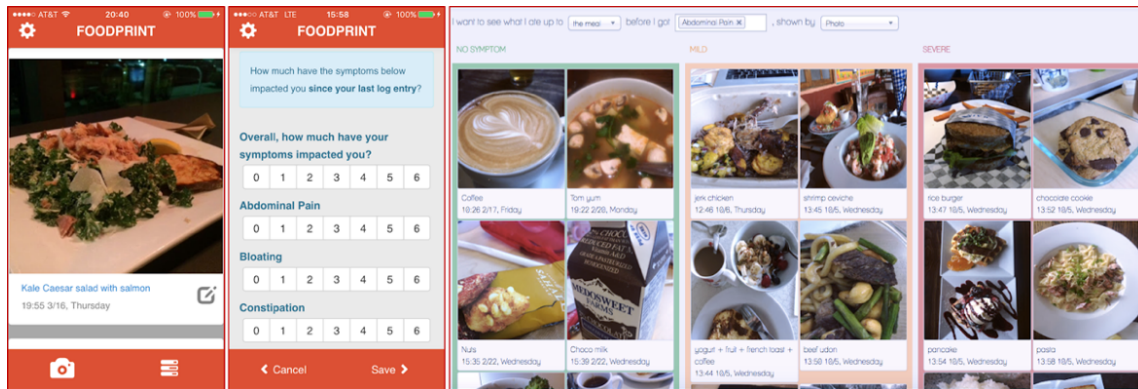 AT&T 20:40 100%
FOODPRINT
Kale Caesar salad with salmon
19:55 3/16, Thursday
AT&T LTE 15:58 100%
FOODPRINT
How much have the symptoms below
impacted you since your last log entry?
Overall, how much have your
symptoms impacted you?
0 1 2 3 4 5 6
Abdominal Pain
0 1 2 3 4 5 6
Bloating
0 1 2 3 4 5 6
Constipation
0 1 2 3 4 5 6
Cancel Save
I want to see what I ate up to the meal before I got Abdominal Pain × , shown by Photo
NO SYMPTOM
Coffee
19:22 2/20, Monday
Tom yum
Nuts
15:35 2/22, Wednesday
MEDOSWEET
FARMS
CHOCOLATE
Choco milk
15:39 2/22, Wednesday
MILD
jerk chicken
12:46 10/6, Thursday
shrimp ceviche
13:45 10/5, Wednesday
yogurt + fruit + french toast +
coffee
13:44 10/5, Wednesday
beef udon
13:50 10/5, Wednesday
SEVERE
rice burger
13:47 10/5, Wednesday
chocolate cookie
13:52 10/5, Wednesday
pancake
13:54 10/5, Wednesday
pasta
13:58 10/5, Wednesday